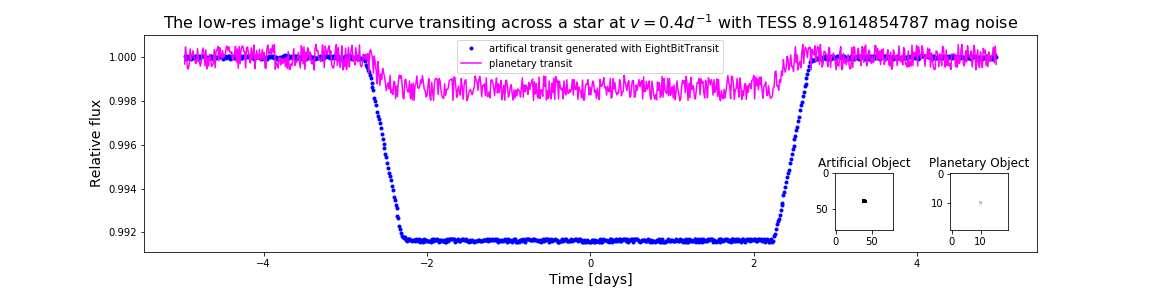 The low-res image's light curve transiting across a star at v = 0.4d⁻¹ with TESS 8.91614854787 mag noise
artifical transit generated with EightBitTransit
planetary transit
1.000
0.998
0.996
0.994
0.992
Relative flux
Artificial Object
Planetary Object
0
50
0
50
0
10
0
10
−4
−2
0
2
4
Time [days]